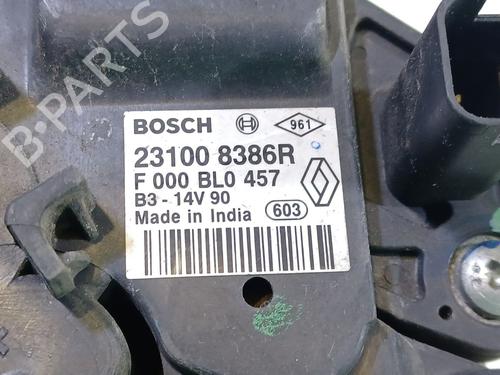 B-Parts
BOSCH 961
23100 8386R
F 000 BL0 457
B3 - 14V 90
Made in India 603